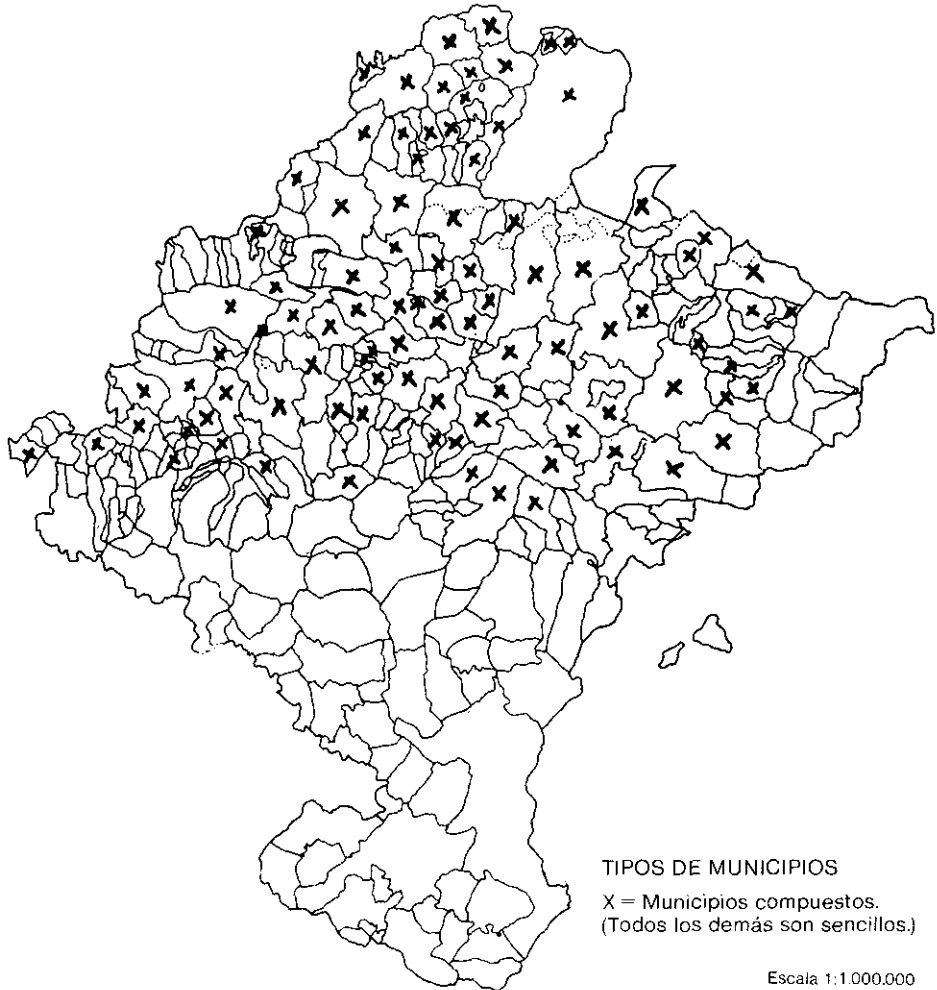 TIPOS DE MUNICIPIOS
X = Municipios compuestos.
(Todos los demás son sencillos.)
Escala 1:1.000.000